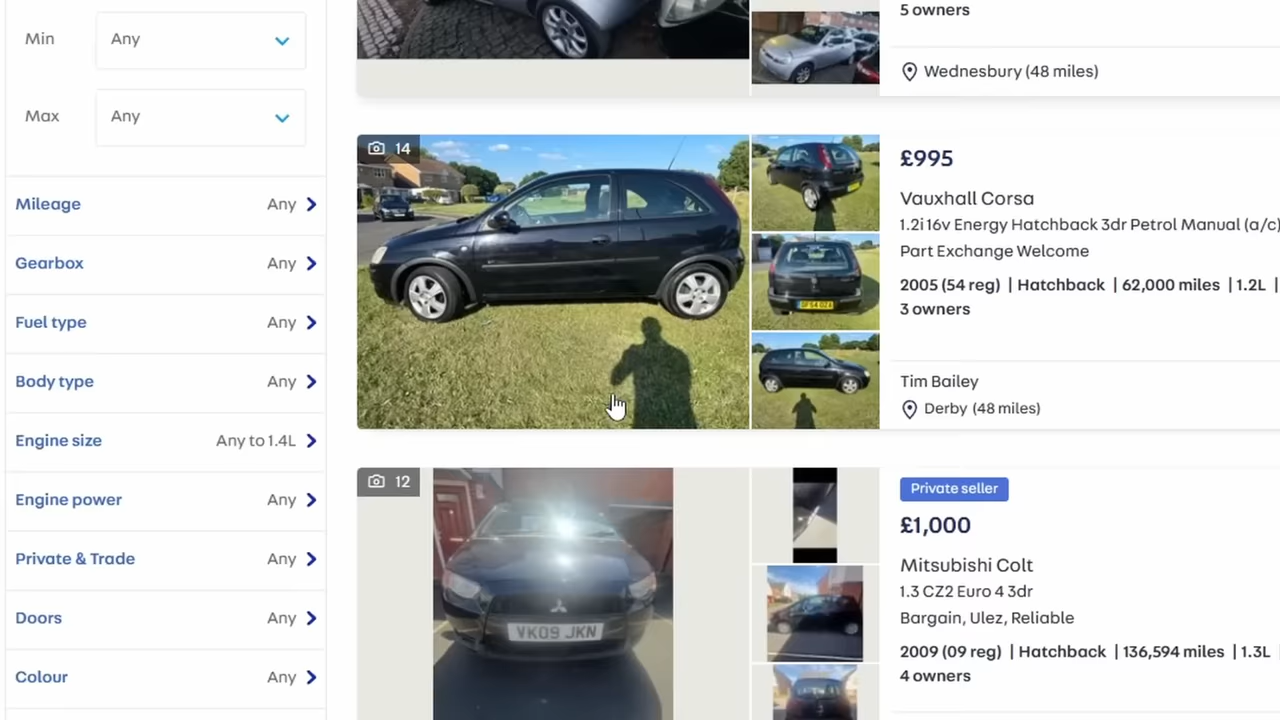 Min Any
Max Any
Mileage Any
Gearbox Any
Fuel type Any
Body type Any
Engine size Any to 1.4L
Engine power Any
Private & Trade Any
Doors Any
Colour Any
5 owners
Wednesbury (48 miles)
14
£995
Vauxhall Corsa
1.2i 16v Energy Hatchback 3dr Petrol Manual (a/c)
Part Exchange Welcome
2005 (54 reg) | Hatchback | 62,000 miles | 1.2L |
3 owners
Tim Bailey
Derby (48 miles)
12
VK09 JKN
Private seller
£1,000
Mitsubishi Colt
1.3 CZ2 Euro 4 3dr
Bargain, Ulez, Reliable
2009 (09 reg) | Hatchback | 136,594 miles | 1.3L
4 owners